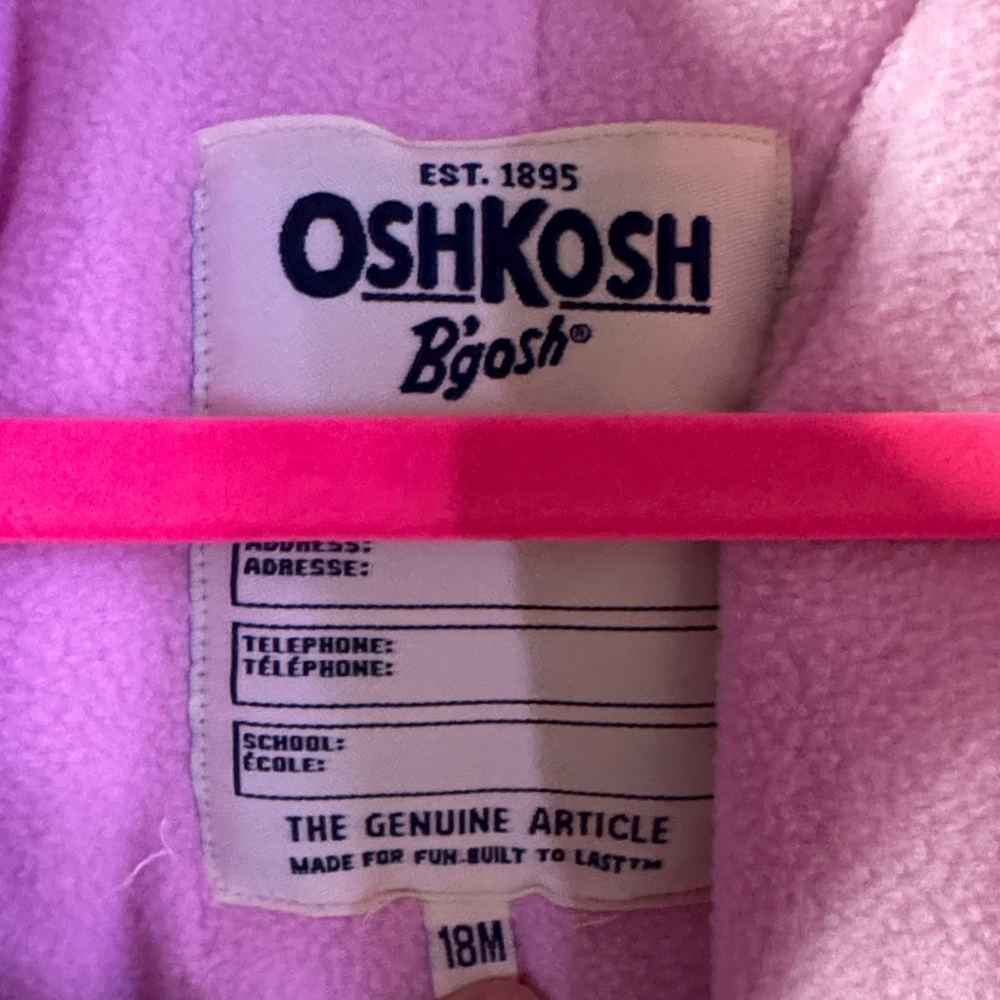 EST. 1895
OSHKOSH
B'gosh®
ADDRESS:
ADRESSE:
TELEPHONE:
TÉLÉPHONE:
SCHOOL:
ÉCOLE:
THE GENUINE ARTICLE
MADE FOR FUN-BUILT TO LAST™
18M